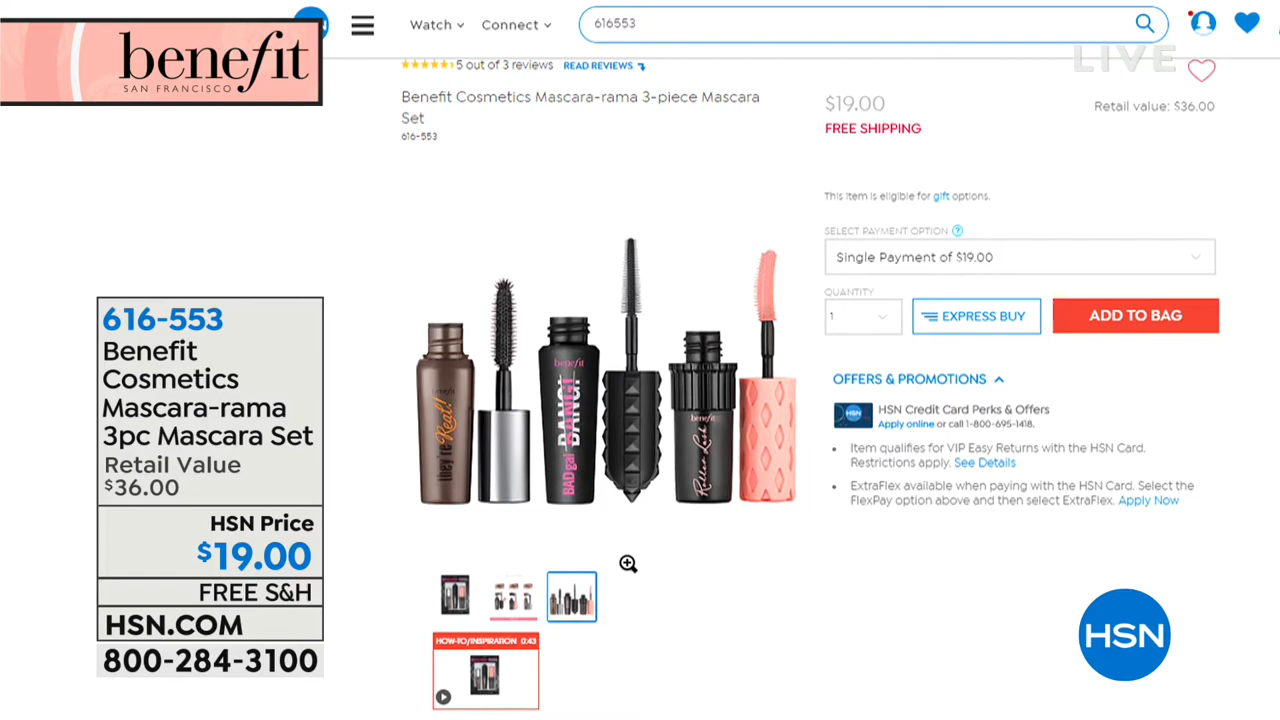 HSN
Watch
Connect
616553
benefit
SAN FRANCISCO
LIVE
5 out of 3 reviews READ REVIEWS
Benefit Cosmetics Mascara-rama 3-piece Mascara
Set
616-553
$19.00
Retail value: $36.00
FREE SHIPPING
This item is eligible for gift options.
SELECT PAYMENT OPTION ?
Single Payment of $19.00
QUANTITY
1
EXPRESS BUY
ADD TO BAG
OFFERS & PROMOTIONS
HSN
HSN Credit Card Perks & Offers
Apply online or call 1-800-695-1418.
• Item qualifies for VIP Easy Returns with the HSN Card.
Restrictions apply. See Details
• ExtraFlex available when paying with the HSN Card. Select the
FlexPay option above and then select ExtraFlex. Apply Now
benefit
they're Real!
benefit
BADgal BANG!
benefit
Roller Lash
616-553
Benefit
Cosmetics
Mascara-rama
3pc Mascara Set
Retail Value
$36.00
HSN Price
$19.00
FREE S&H
HSN.COM
800-284-3100
HOW-TO/INSPIRATION 0:43
HSN